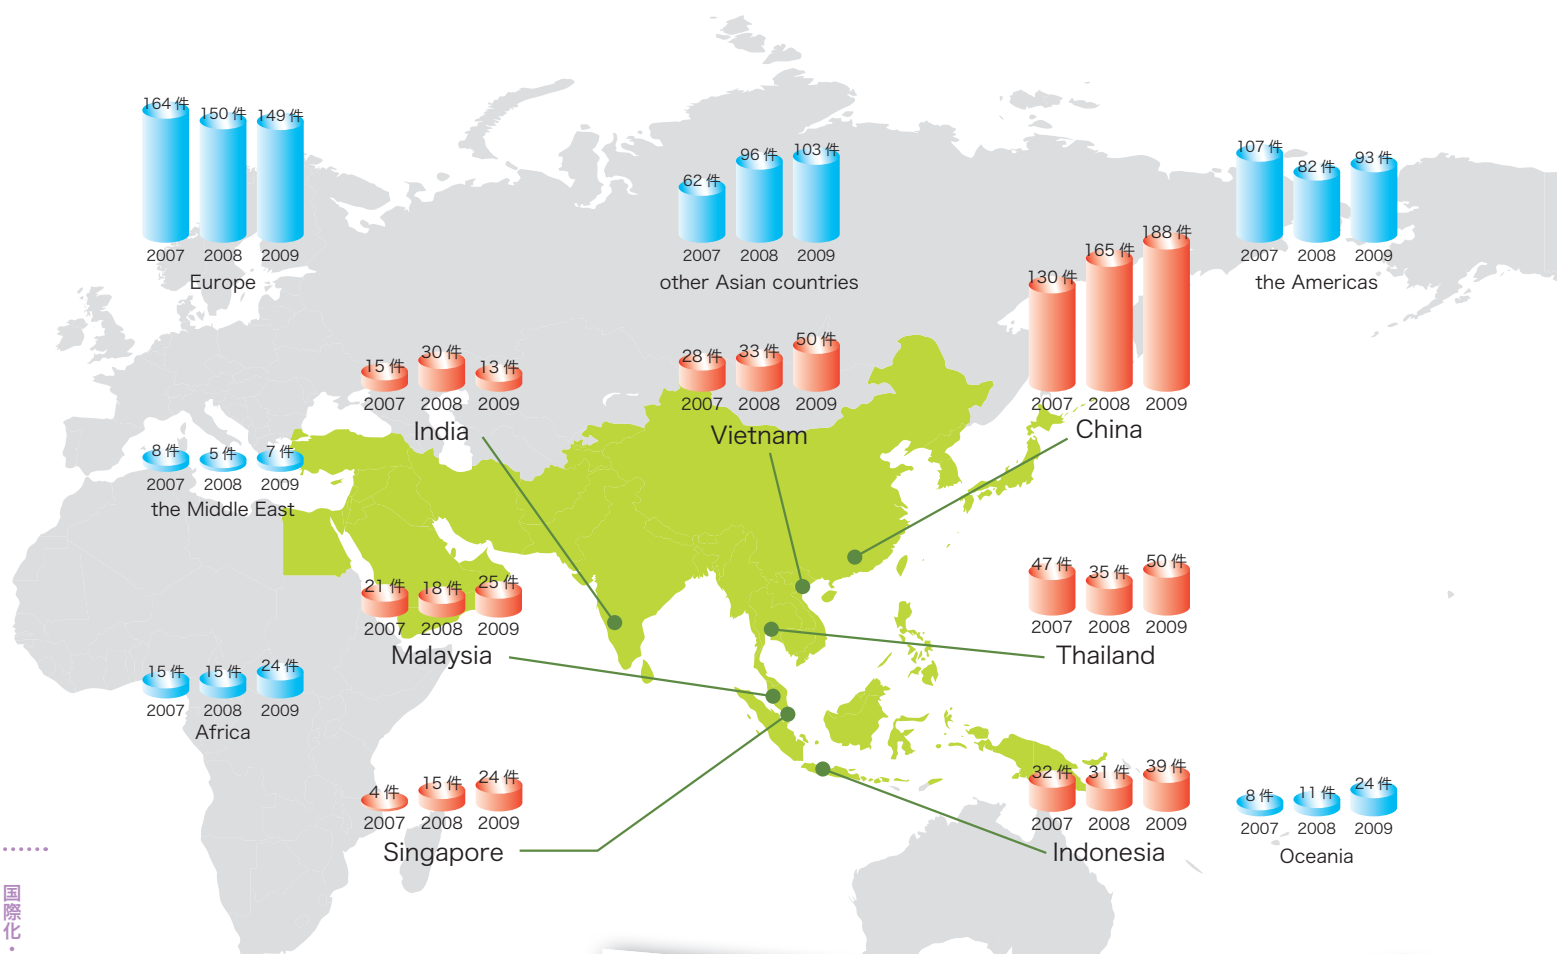 164 件 150 件 149 件
2007 2008 2009
Europe
62 件 96 件 103 件
2007 2008 2009
other Asian countries
107 件 82 件 93 件
2007 2008 2009
the Americas
130 件 165 件 188 件
2007 2008 2009
China
15 件 30 件 13 件
2007 2008 2009
India
28 件 33 件 50 件
2007 2008 2009
Vietnam
8 件 5 件 7 件
2007 2008 2009
the Middle East
21 件 18 件 25 件
2007 2008 2009
Malaysia
47 件 35 件 50 件
2007 2008 2009
Thailand
15 件 15 件 24 件
2007 2008 2009
Africa
4 件 15 件 24 件
2007 2008 2009
Singapore
32 件 31 件 39 件
2007 2008 2009
Indonesia
8 件 11 件 24 件
2007 2008 2009
Oceania
国際化・